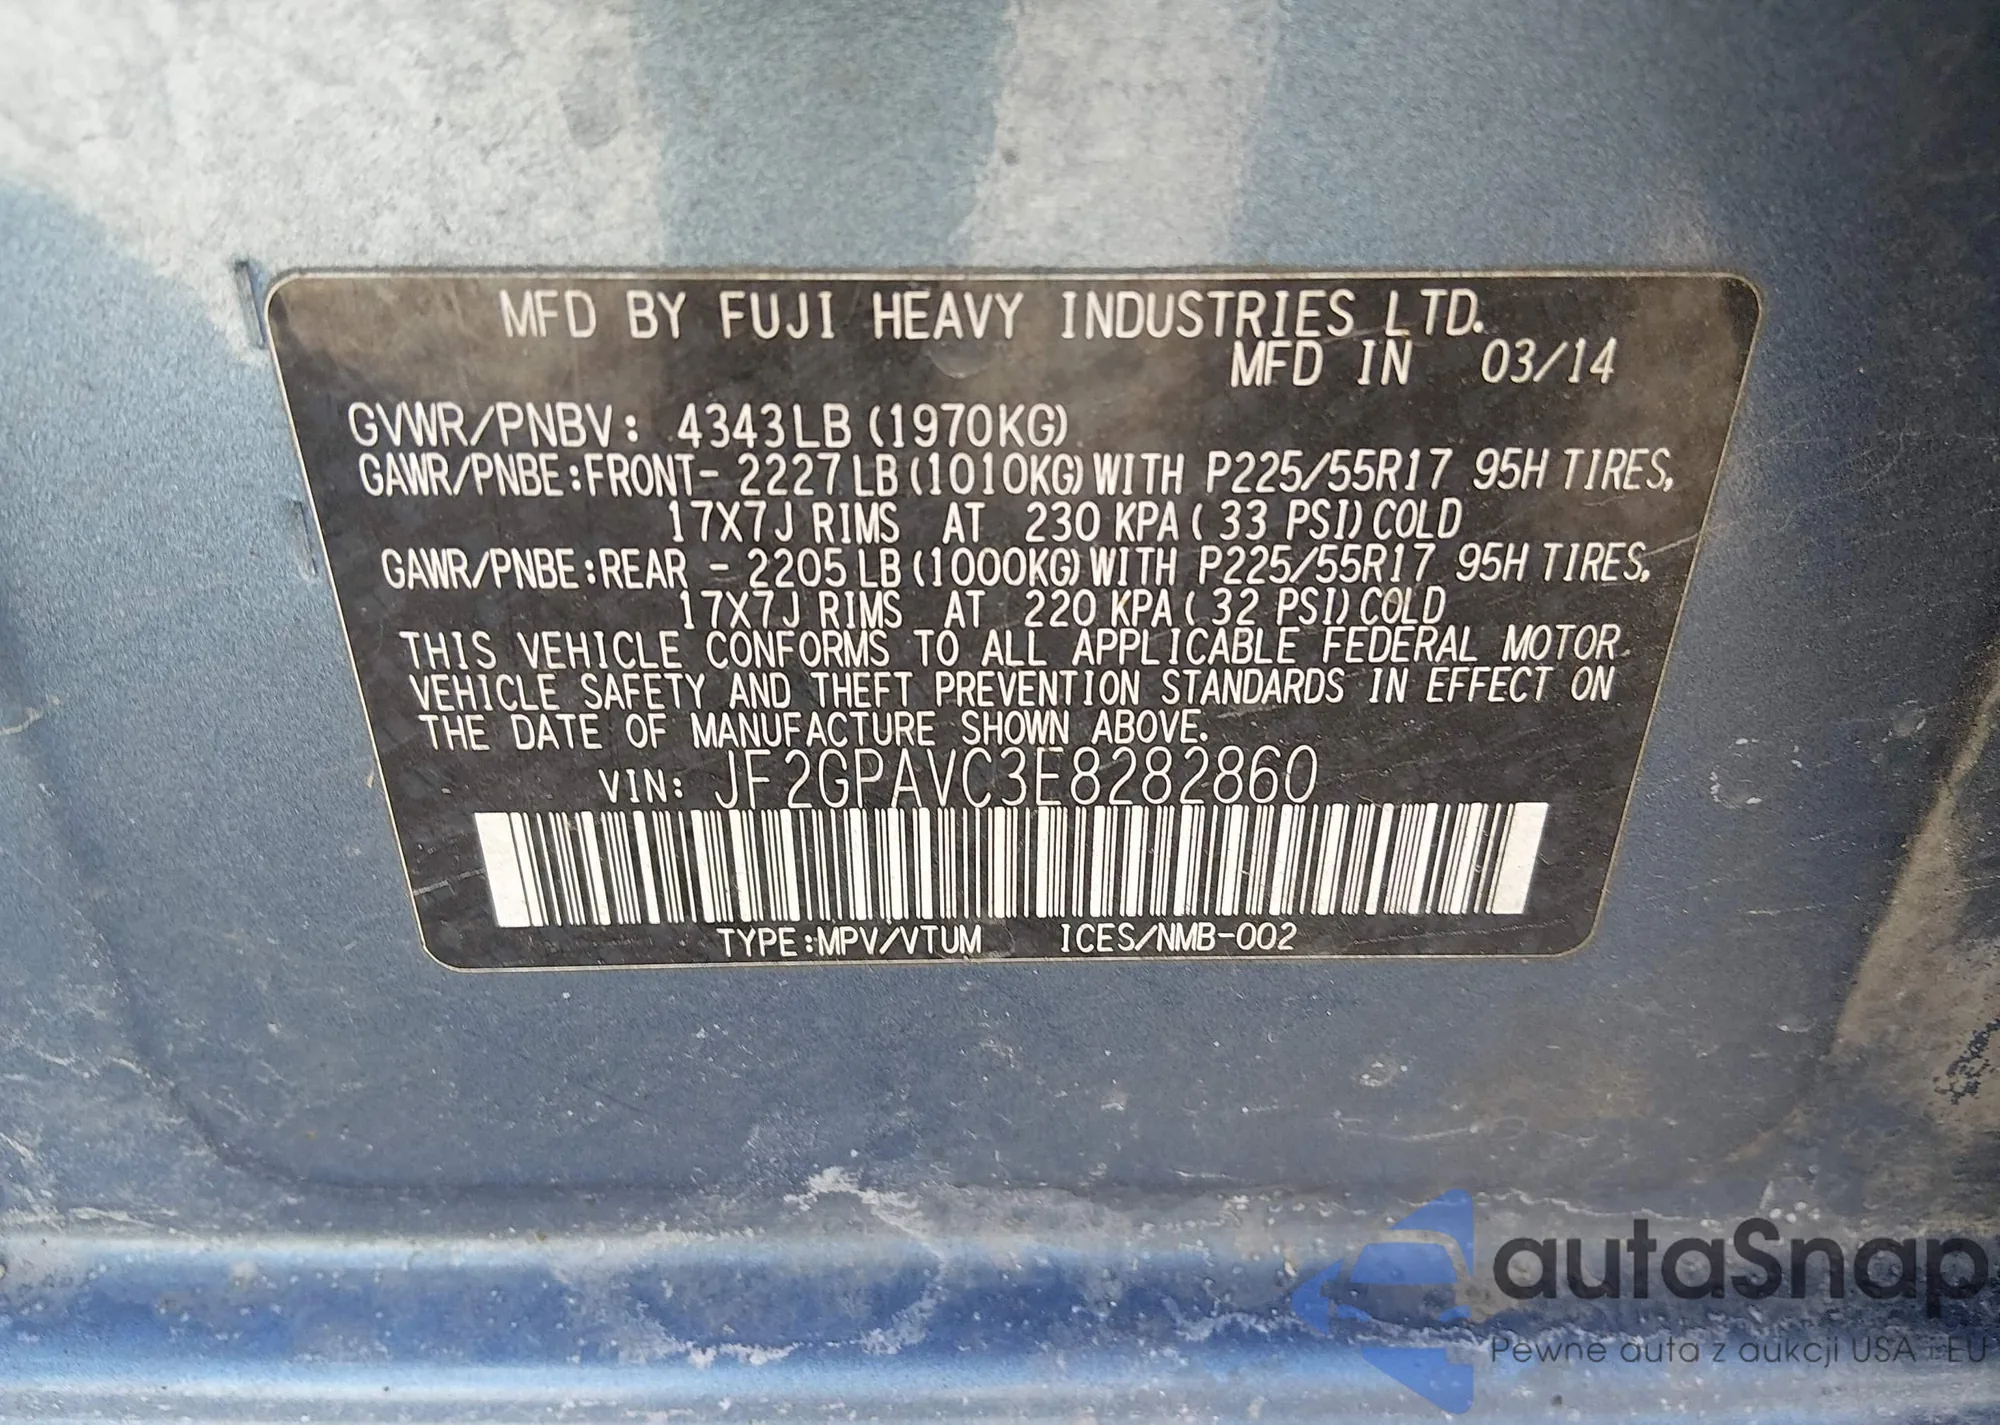 MFD BY FUJI HEAVY INDUSTRIES LTD.
MFD IN 03/14
GVWR/PNBV: 4343LB (1970KG)
GAWR/PNBE:FRONT- 2227LB (1010KG) WITH P225/55R17 95H TIRES,
17X7J RIMS AT 230 KPA ( 33 PSI) COLD
GAWR/PNBE:REAR - 2205LB (1000KG) WITH P225/55R17 95H TIRES,
17X7J RIMS AT 220 KPA ( 32 PSI) COLD
THIS VEHICLE CONFORMS TO ALL APPLICABLE FEDERAL MOTOR
VEHICLE SAFETY AND THEFT PREVENTION STANDARDS IN EFFECT ON
THE DATE OF MANUFACTURE SHOWN ABOVE.
VIN: JF2GPAVC3E8282860
TYPE:MPV/VTUM ICES/NMB-002
autaSnap
Pewne auta z aukcji USA i EU